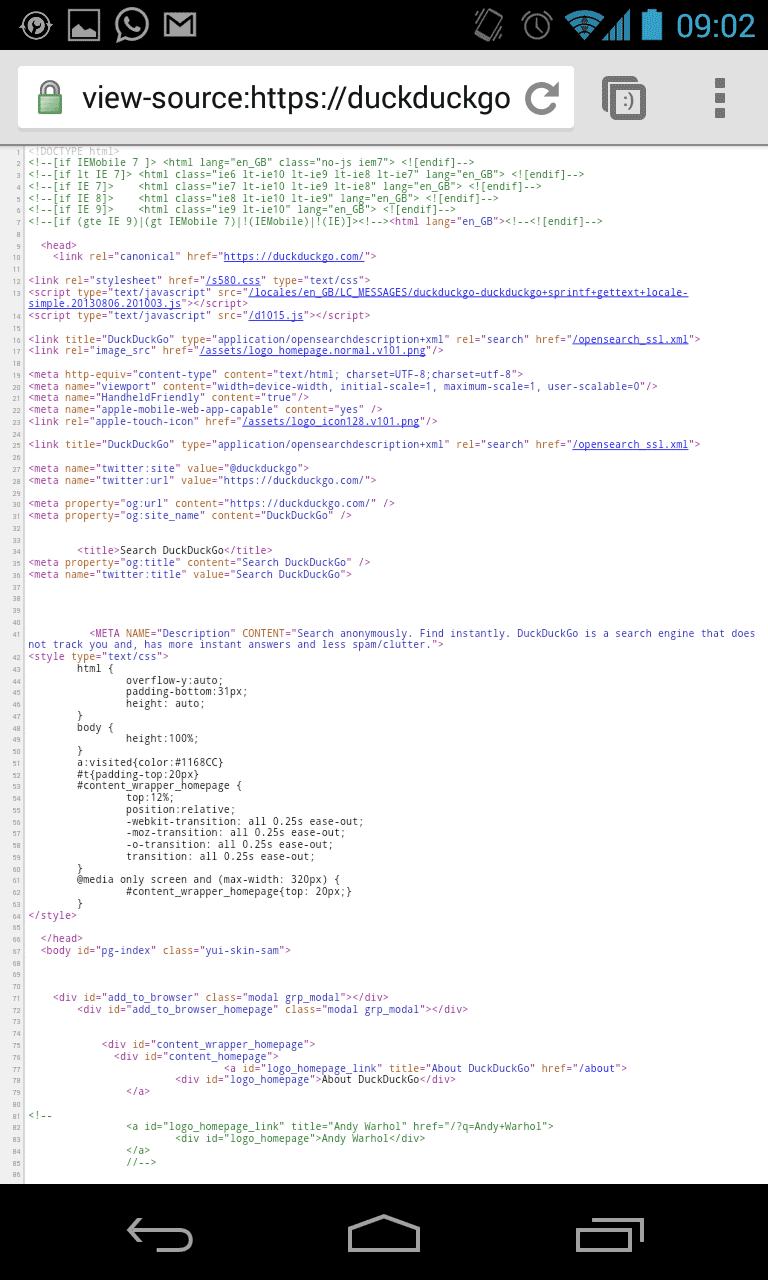 09:02
view-source:https://duckduckgo
:)
1 <!DOCTYPE html>
2 <!--[if IEMobile 7 ]> <html lang="en_GB" class="no-js iem7"> <![endif]-->
3 <!--[if lt IE 7]> <html class="ie6 lt-ie10 lt-ie9 lt-ie8 lt-ie7" lang="en_GB"> <![endif]-->
4 <!--[if IE 7]>    <html class="ie7 lt-ie10 lt-ie9 lt-ie8" lang="en_GB"> <![endif]-->
5 <!--[if IE 8]>    <html class="ie8 lt-ie10 lt-ie9" lang="en_GB"> <![endif]-->
6 <!--[if IE 9]>    <html class="ie9 lt-ie10" lang="en_GB"> <![endif]-->
7 <!--[if (gte IE 9)|(gt IEMobile 7)|!(IEMobile)|!(IE)]><!--><html lang="en_GB"><!--<![endif]-->
8
9   <head>
10     <link rel="canonical" href="https://duckduckgo.com/">
11
12 <link rel="stylesheet" href="/s580.css" type="text/css">
13 <script type="text/javascript" src="/locales/en_GB/LC_MESSAGES/duckduckgo-duckduckgo+sprintf+gettext+locale-
simple.20130806.201003.js"></script>
14 <script type="text/javascript" src="/d1015.js"></script>
15
16 <link title="DuckDuckGo" type="application/opensearchdescription+xml" rel="search" href="/opensearch_ssl.xml">
17 <link rel="image_src" href="/assets/logo_homepage.normal.v101.png"/>
18
19 <meta http-equiv="content-type" content="text/html; charset=UTF-8;charset=utf-8">
20 <meta name="viewport" content="width=device-width, initial-scale=1, maximum-scale=1, user-scalable=0"/>
21 <meta name="HandheldFriendly" content="true"/>
22 <meta name="apple-mobile-web-app-capable" content="yes" />
23 <link rel="apple-touch-icon" href="/assets/logo_icon128.v101.png"/>
24
25 <link title="DuckDuckGo" type="application/opensearchdescription+xml" rel="search" href="/opensearch_ssl.xml">
26
27 <meta name="twitter:site" value="@duckduckgo">
28 <meta name="twitter:url" value="https://duckduckgo.com/">
29
30 <meta property="og:url" content="https://duckduckgo.com/" />
31 <meta property="og:site_name" content="DuckDuckGo" />
32
33
34         <title>Search DuckDuckGo</title>
35 <meta property="og:title" content="Search DuckDuckGo" />
36 <meta name="twitter:title" value="Search DuckDuckGo">
37
38
39
40
41           <META NAME="Description" CONTENT="Search anonymously. Find instantly. DuckDuckGo is a search engine that does
not track you and, has more instant answers and less spam/clutter.">
42 <style type="text/css">
43         html {
44                 overflow-y:auto;
45                 padding-bottom:31px;
46                 height: auto;
47         }
48         body {
49                 height:100%;
50         }
51         a:visited{color:#1168CC}
52         #t{padding-top:20px}
53         #content_wrapper_homepage {
54                 top:12%;
55                 position:relative;
56                 -webkit-transition: all 0.25s ease-out;
57                 -moz-transition: all 0.25s ease-out;
58                 -o-transition: all 0.25s ease-out;
59                 transition: all 0.25s ease-out;
60         }
61         @media only screen and (max-width: 320px) {
62                 #content_wrapper_homepage{top: 20px;}
63         }
64 </style>
65
66   </head>
67   <body id="pg-index" class="yui-skin-sam">
68
69
70
71     <div id="add_to_browser" class="modal grp_modal"></div>
72         <div id="add_to_browser_homepage" class="modal grp_modal"></div>
73
74
75             <div id="content_wrapper_homepage">
76               <div id="content_homepage">
77                                 <a id="logo_homepage_link" title="About DuckDuckGo" href="/about">
78                         <div id="logo_homepage">About DuckDuckGo</div>
79                 </a>
80
81 <!--
82                 <a id="logo_homepage_link" title="Andy Warhol" href="/?q=Andy+Warhol">
83                         <div id="logo_homepage">Andy Warhol</div>
84                 </a>
85                 //-->
86